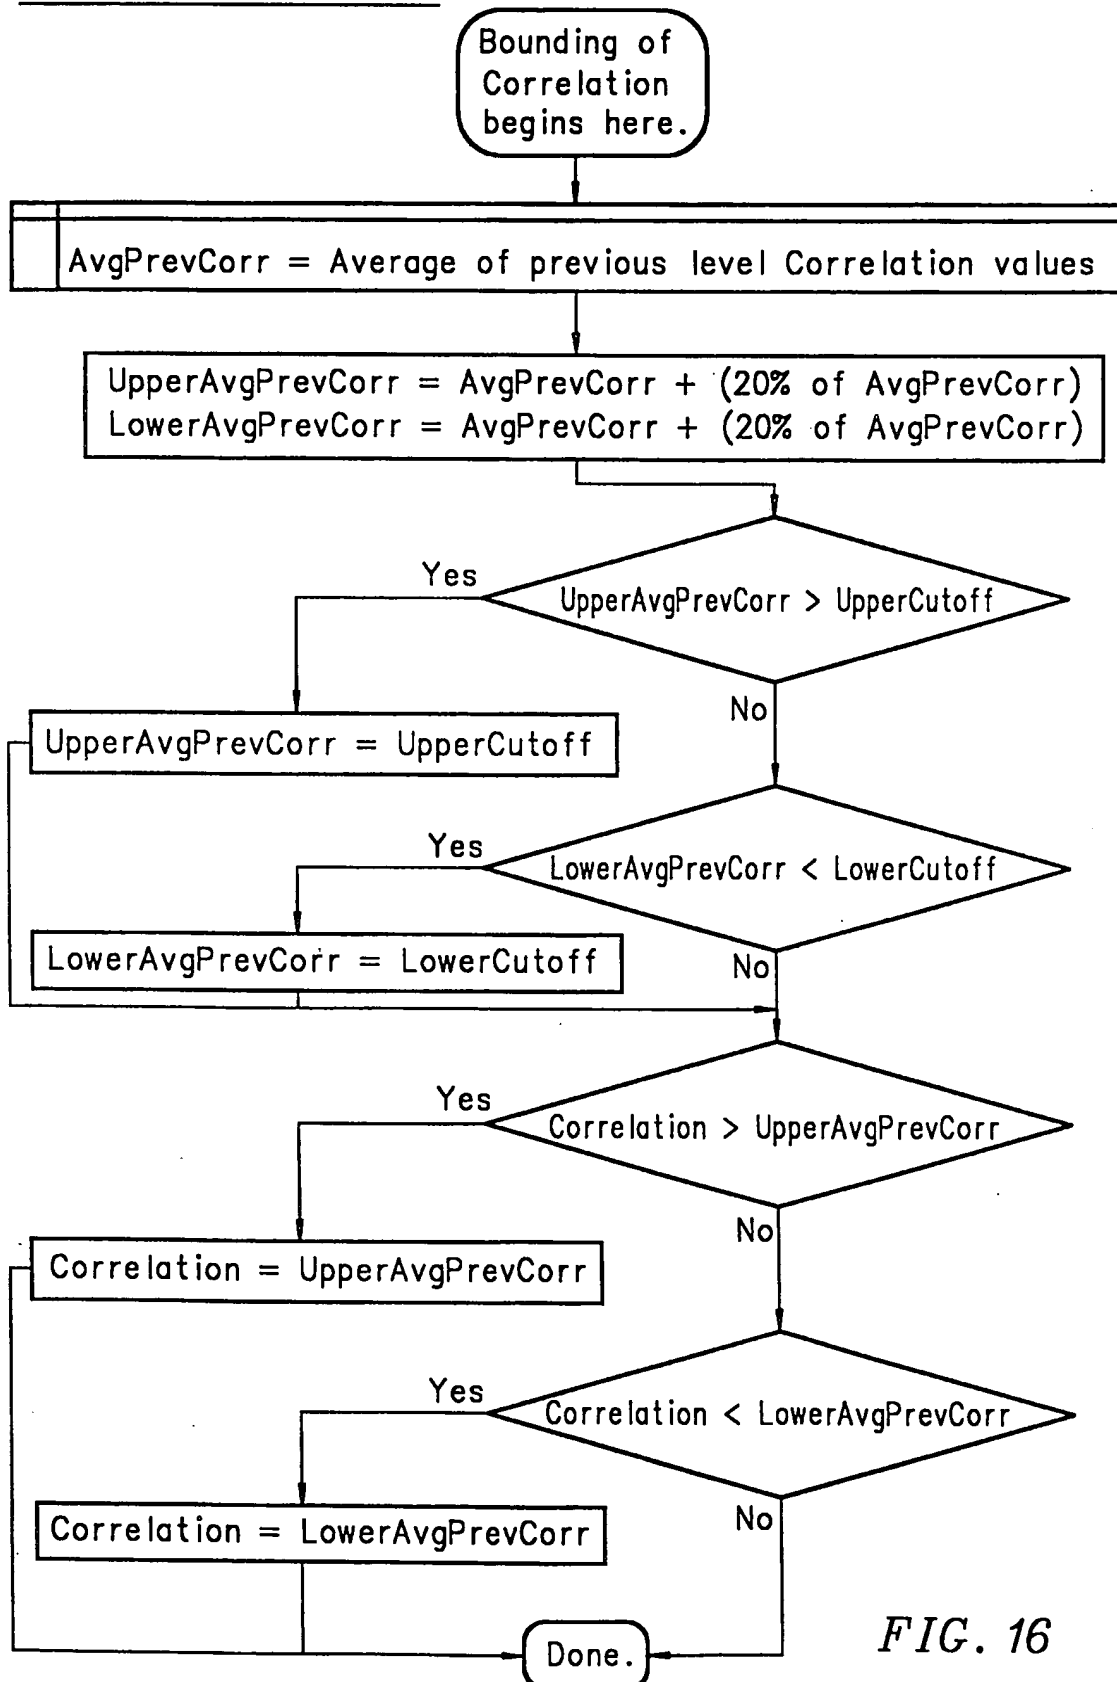 Bounding of
Correlation
begins here.
AvgPrevCorr = Average of previous level Correlation values
UpperAvgPrevCorr = AvgPrevCorr + (20% of AvgPrevCorr)
LowerAvgPrevCorr = AvgPrevCorr + (20% of AvgPrevCorr)
Yes
UpperAvgPrevCorr > UpperCutoff
No
UpperAvgPrevCorr = UpperCutoff
Yes
LowerAvgPrevCorr < LowerCutoff
LowerAvgPrevCorr = LowerCutoff
No
Yes
Correlation > UpperAvgPrevCorr
No
Correlation = UpperAvgPrevCorr
Yes
Correlation < LowerAvgPrevCorr
No
Correlation = LowerAvgPrevCorr
Done.
FIG. 16